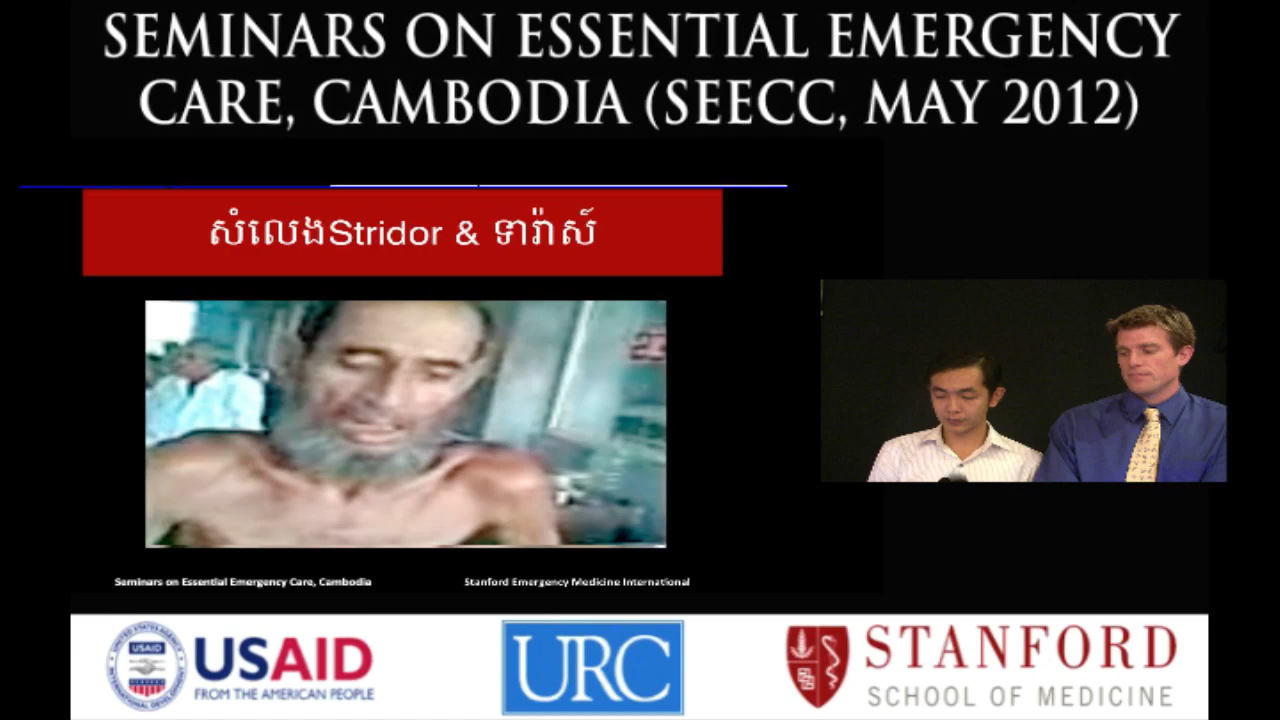 SEMINARS ON ESSENTIAL EMERGENCY
CARE, CAMBODIA (SEECC, MAY 2012)
សំលេងStridor & ទារ៉ាស៍
Seminars on Essential Emergency Care, Cambodia
Stanford Emergency Medicine International
USAID
USAID
FROM THE AMERICAN PEOPLE
URC
STANFORD
SCHOOL OF MEDICINE